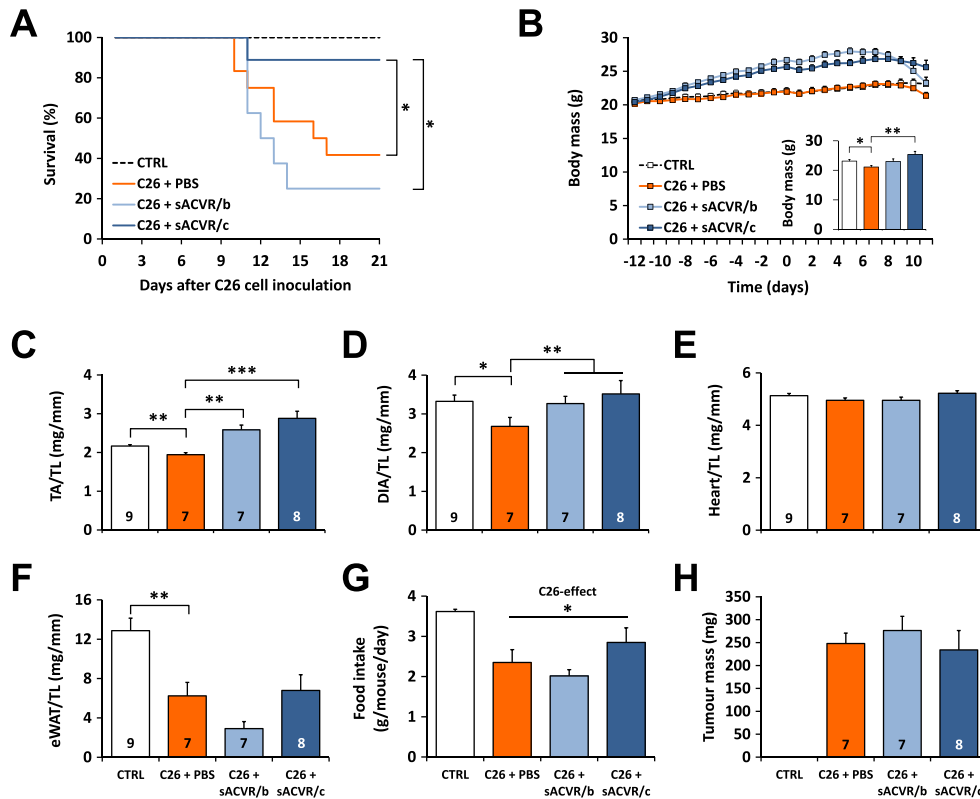 A
100
80
60
40
20
0
Survival (%)
CTRL
C26 + PBS
C26 + sACVR/b
C26 + sACVR/c
0 3 6 9 12 15 18 21
Days after C26 cell inoculation
*
*
B
30
25
20
15
10
5
0
Body mass (g)
CTRL
C26 + PBS
C26 + sACVR/b
C26 + sACVR/c
-12 -10 -8 -6 -4 -2 0 2 4 6 8 10
Time (days)
Body mass (g)
30
20
10
0
* **
C
TA/TL (mg/mm)
4
3
2
1
0
***
**
**
9 7 7 8
D
DIA/TL (mg/mm)
4
3
2
1
0
**
*
9 7 7 8
E
Heart/TL (mg/mm)
6
4
2
0
9 7 7 8
F
eWAT/TL (mg/mm)
16
12
8
4
0
**
9 7 7 8
CTRL C26 + PBS C26 + C26 +
sACVR/b sACVR/c
G
Food intake
(g/mouse/day)
4
3
2
1
0
C26-effect
*
CTRL C26 + PBS C26 + C26 +
sACVR/b sACVR/c
H
Tumour mass (mg)
350
300
250
200
150
100
50
0
7 7 8
CTRL C26 + PBS C26 + C26 +
sACVR/b sACVR/c